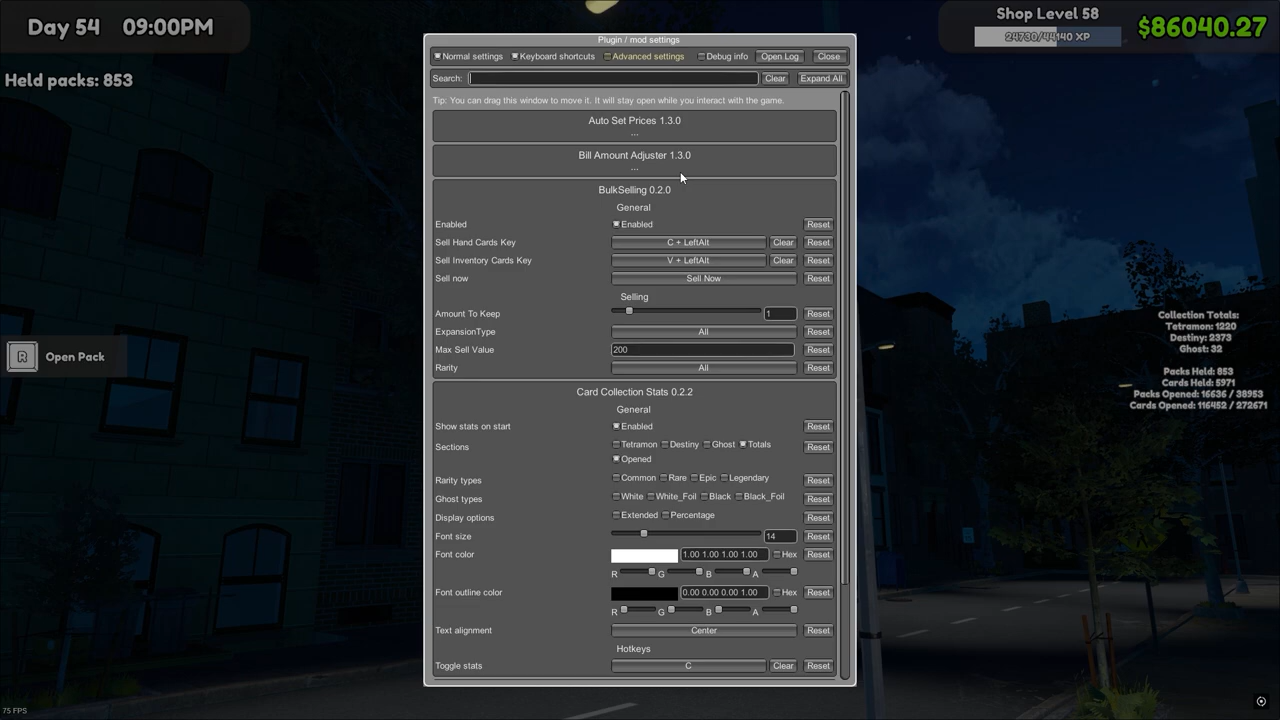 Day 54 09:00PM
Shop Level 58
24730/44140 XP
$86040.27
Held packs: 853
R Open Pack
Collection Totals:
Tetramon: 1220
Destiny: 2373
Ghost: 32
Packs Held: 853
Cards Held: 5971
Packs Opened: 16636 / 38953
Cards Opened: 116452 / 272671
Plugin / mod settings
Normal settings Keyboard shortcuts Advanced settings Debug info Open Log Close
Search: Clear Expand All
Tip: You can drag this window to move it. It will stay open while you interact with the game.
Auto Set Prices 1.3.0
...
Bill Amount Adjuster 1.3.0
...
BulkSelling 0.2.0
General
Enabled Enabled Reset
Sell Hand Cards Key C + LeftAlt Clear Reset
Sell Inventory Cards Key V + LeftAlt Clear Reset
Sell now Sell Now Reset
Selling
Amount To Keep 1 Reset
ExpansionType All Reset
Max Sell Value 200 Reset
Rarity All Reset
Card Collection Stats 0.2.2
General
Show stats on start Enabled Reset
Sections Tetramon Destiny Ghost Totals Reset
Opened
Rarity types Common Rare Epic Legendary Reset
Ghost types White White_Foil Black Black_Foil Reset
Display options Extended Percentage Reset
Font size 14 Reset
Font color 1.00 1.00 1.00 1.00 Hex Reset
R G B A
Font outline color 0.00 0.00 0.00 1.00 Hex Reset
R G B A
Text alignment Center Reset
Hotkeys
Toggle stats C Clear Reset
75 FPS